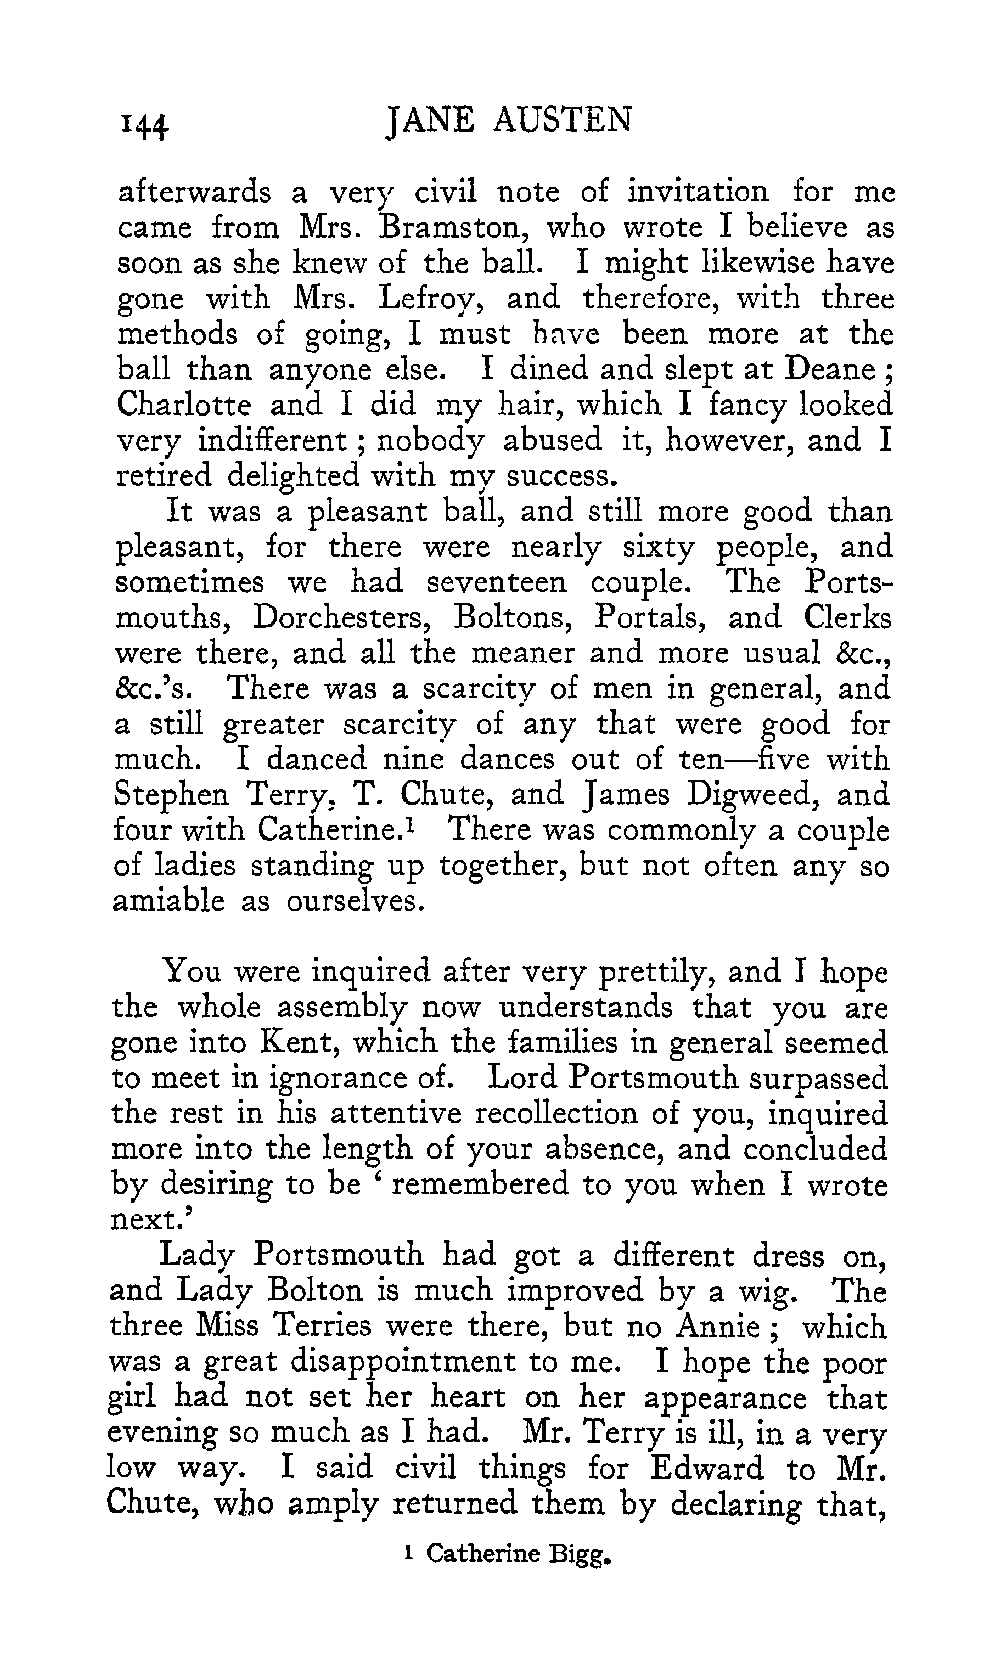 144 JANE AUSTEN
afterwards a very civil note of invitation for me
came from Mrs. Bramston, who wrote I believe as
soon as she knew of the ball. I might likewise have
gone with Mrs. Lefroy, and therefore, with three
methods of going, I must have been more at the
ball than anyone else. I dined and slept at Deane ;
Charlotte and I did my hair, which I fancy looked
very indifferent ; nobody abused it, however, and I
retired delighted with my success.
It was a pleasant ball, and still more good than
pleasant, for there were nearly sixty people, and
sometimes we had seventeen couple. The Ports-
mouths, Dorchesters, Boltons, Portals, and Clerks
were there, and all the meaner and more usual &c.,
&c.'s. There was a scarcity of men in general, and
a still greater scarcity of any that were good for
much. I danced nine dances out of ten—five with
Stephen Terry, T. Chute, and James Digweed, and
four with Catherine.¹ There was commonly a couple
of ladies standing up together, but not often any so
amiable as ourselves.
You were inquired after very prettily, and I hope
the whole assembly now understands that you are
gone into Kent, which the families in general seemed
to meet in ignorance of. Lord Portsmouth surpassed
the rest in his attentive recollection of you, inquired
more into the length of your absence, and concluded
by desiring to be ‘ remembered to you when I wrote
next.’
Lady Portsmouth had got a different dress on,
and Lady Bolton is much improved by a wig. The
three Miss Terries were there, but no Annie ; which
was a great disappointment to me. I hope the poor
girl had not set her heart on her appearance that
evening so much as I had. Mr. Terry is ill, in a very
low way. I said civil things for Edward to Mr.
Chute, who amply returned them by declaring that,
¹ Catherine Bigg.